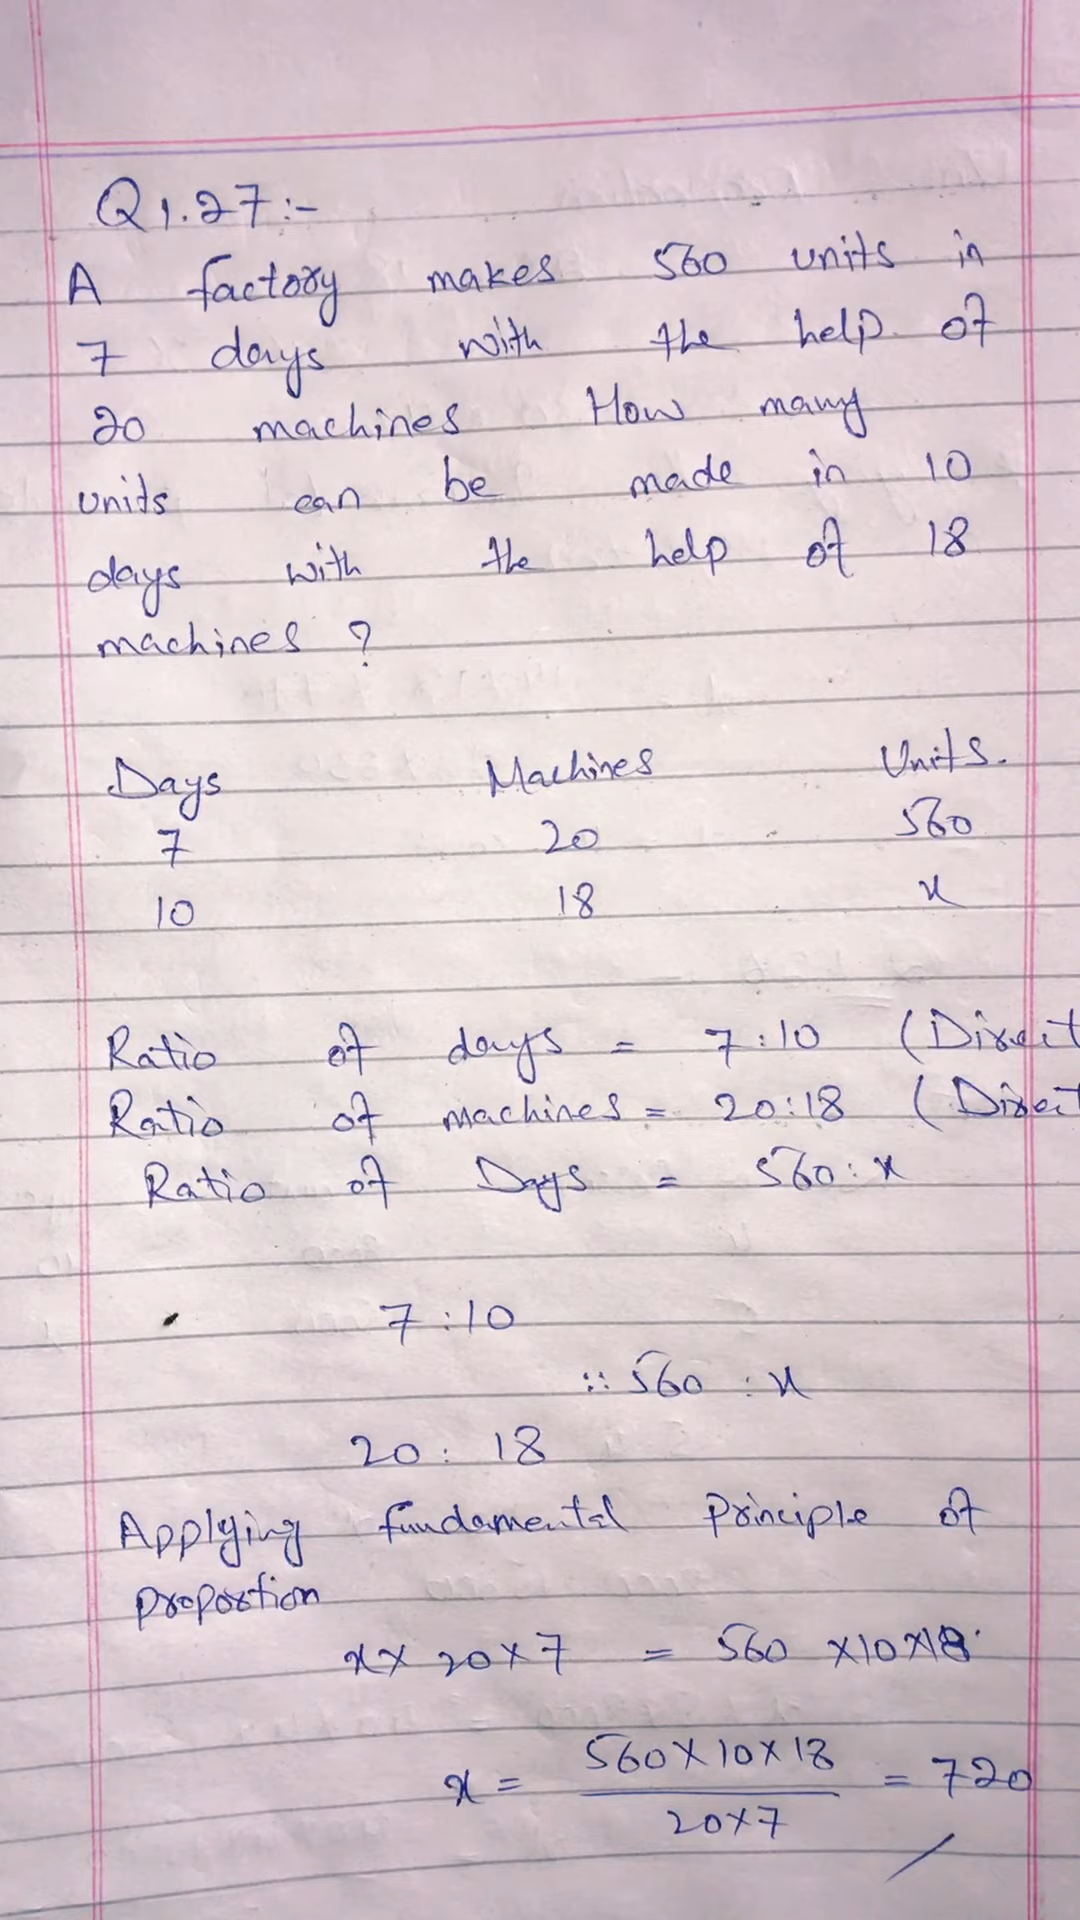 Q1.27:-
A factory makes 560 units in
7 days with the help of
20 machines How many
units can be made in 10
days with the help of 18
machines ?
Days Machines Units.
7 20 560
10 18 x
Ratio of days = 7:10 (Direct
Ratio of machines = 20:18 (Direct
Ratio of Days = 560:x
7:10
:: 560 : x
20: 18
Applying fundamental Principle of
proportion
x × 20 × 7 = 560 ×10×18
x = 560×10×18 / 20×7 = 720